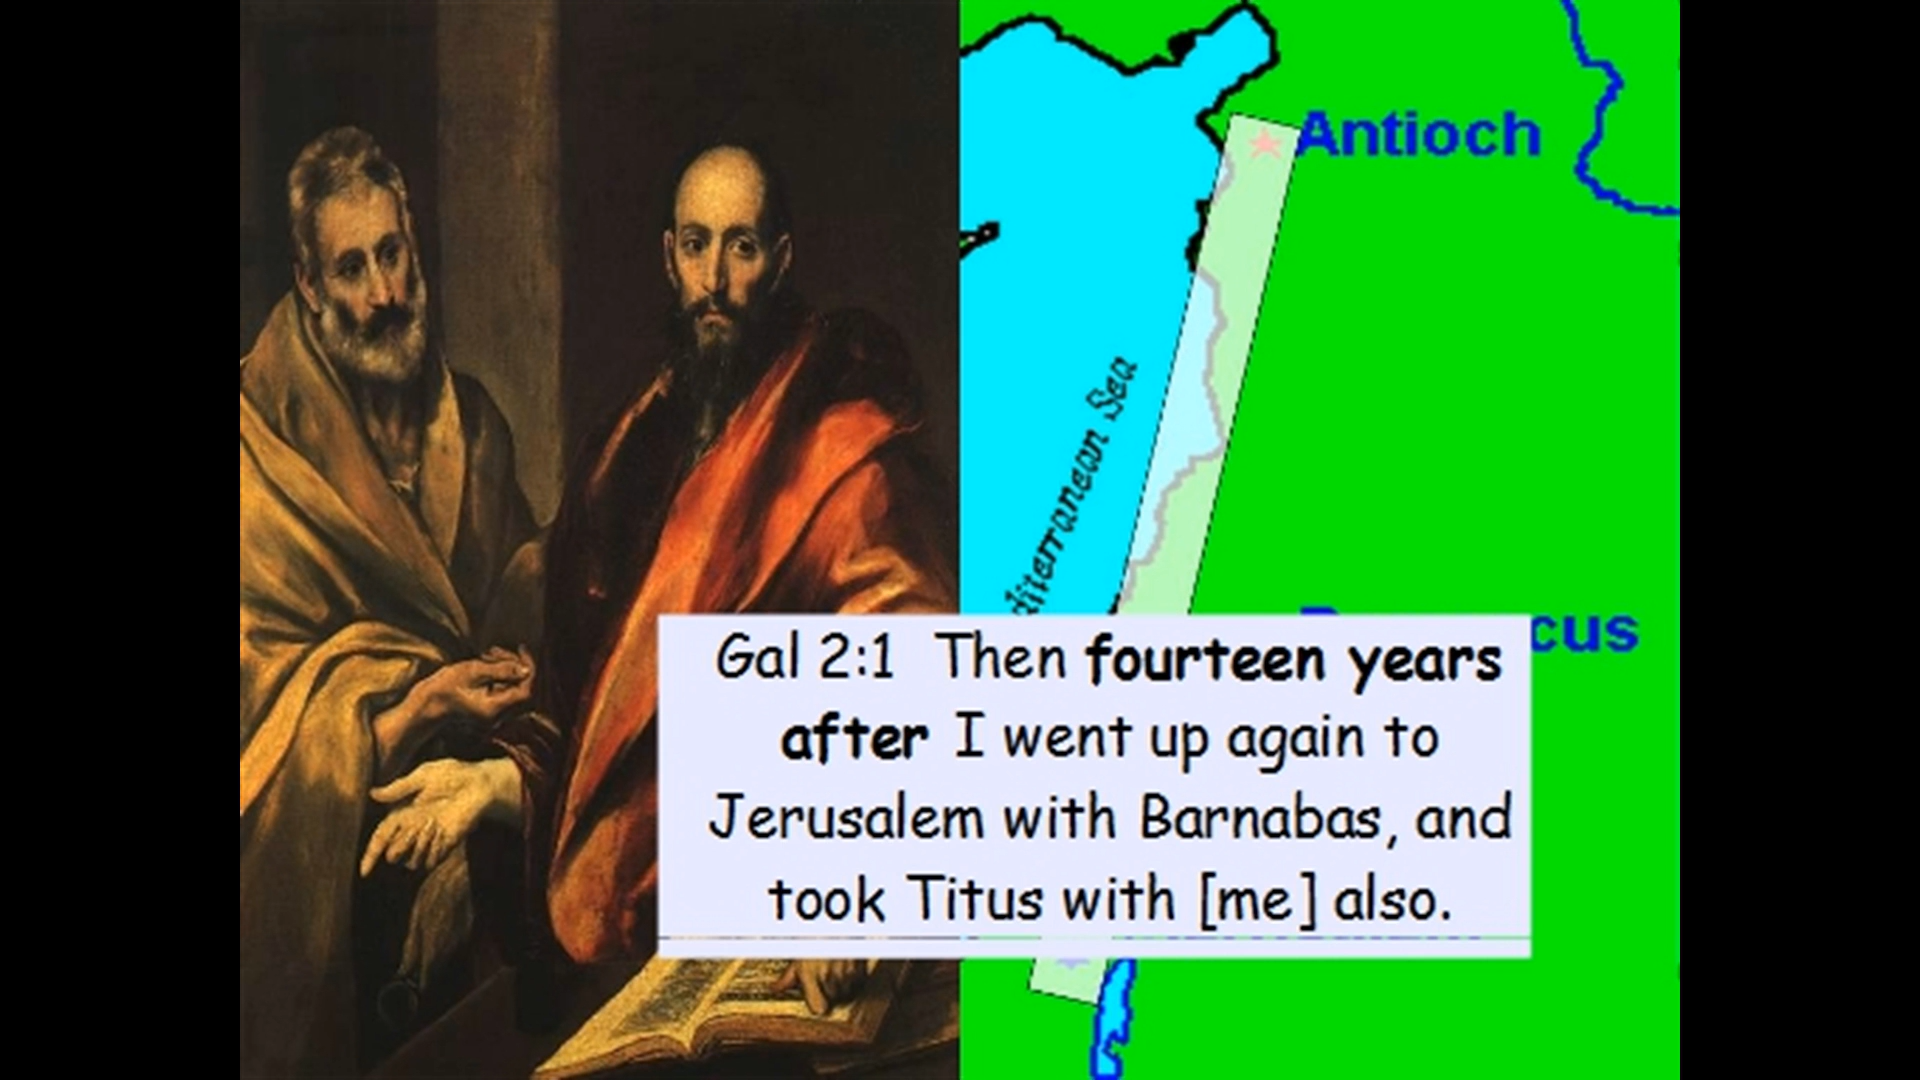 Antioch
diterranean Sea
cus
Gal 2:1 Then fourteen years
after I went up again to
Jerusalem with Barnabas, and
took Titus with [me] also.